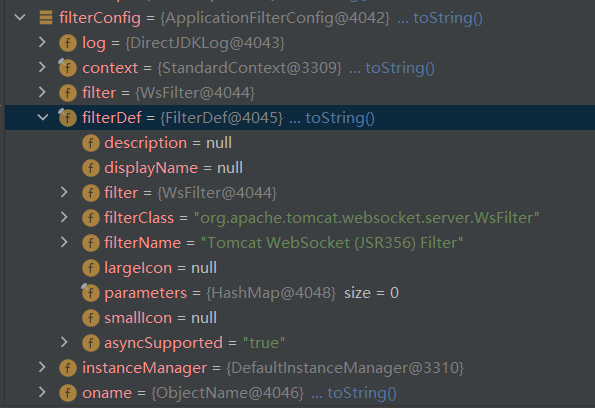 filterConfig = {ApplicationFilterConfig@4042} ... toString()
f log = {DirectJDKLog@4043}
f context = {StandardContext@3309} ... toString()
f filter = {WsFilter@4044}
f filterDef = {FilterDef@4045} ... toString()
f description = null
f displayName = null
f filter = {WsFilter@4044}
f filterClass = "org.apache.tomcat.websocket.server.WsFilter"
f filterName = "Tomcat WebSocket (JSR356) Filter"
f largeIcon = null
f parameters = {HashMap@4048} size = 0
f smallIcon = null
f asyncSupported = "true"
f instanceManager = {DefaultInstanceManager@3310}
f oname = {ObjectName@4046} ... toString()